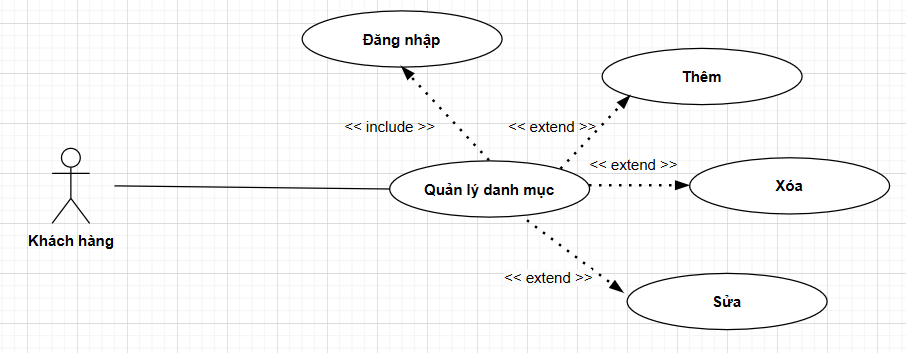 Đăng nhập
Thêm
<< include >>
<< extend >>
<< extend >>
Quản lý danh mục
Xóa
Khách hàng
<< extend >>
Sửa